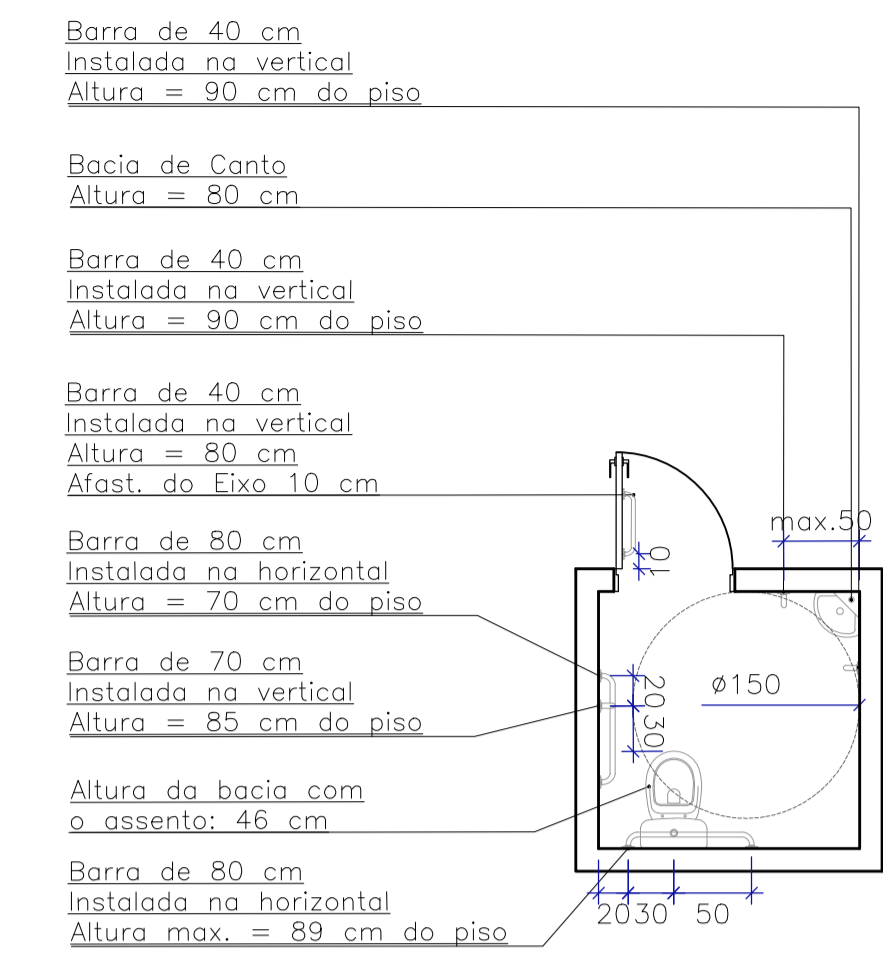 Barra de 40 cm
Instalada na vertical
Altura = 90 cm do piso
Bacia de Canto
Altura = 80 cm
Barra de 40 cm
Instalada na vertical
Altura = 90 cm do piso
Barra de 40 cm
Instalada na vertical
Altura = 80 cm
Afast. do Eixo 10 cm
Barra de 80 cm
Instalada na horizontal
Altura = 70 cm do piso
Barra de 70 cm
Instalada na vertical
Altura = 85 cm do piso
Altura da bacia com
o assento: 46 cm
Barra de 80 cm
Instalada na horizontal
Altura max. = 89 cm do piso
max.50
10
ø150
20
30
20
30
50